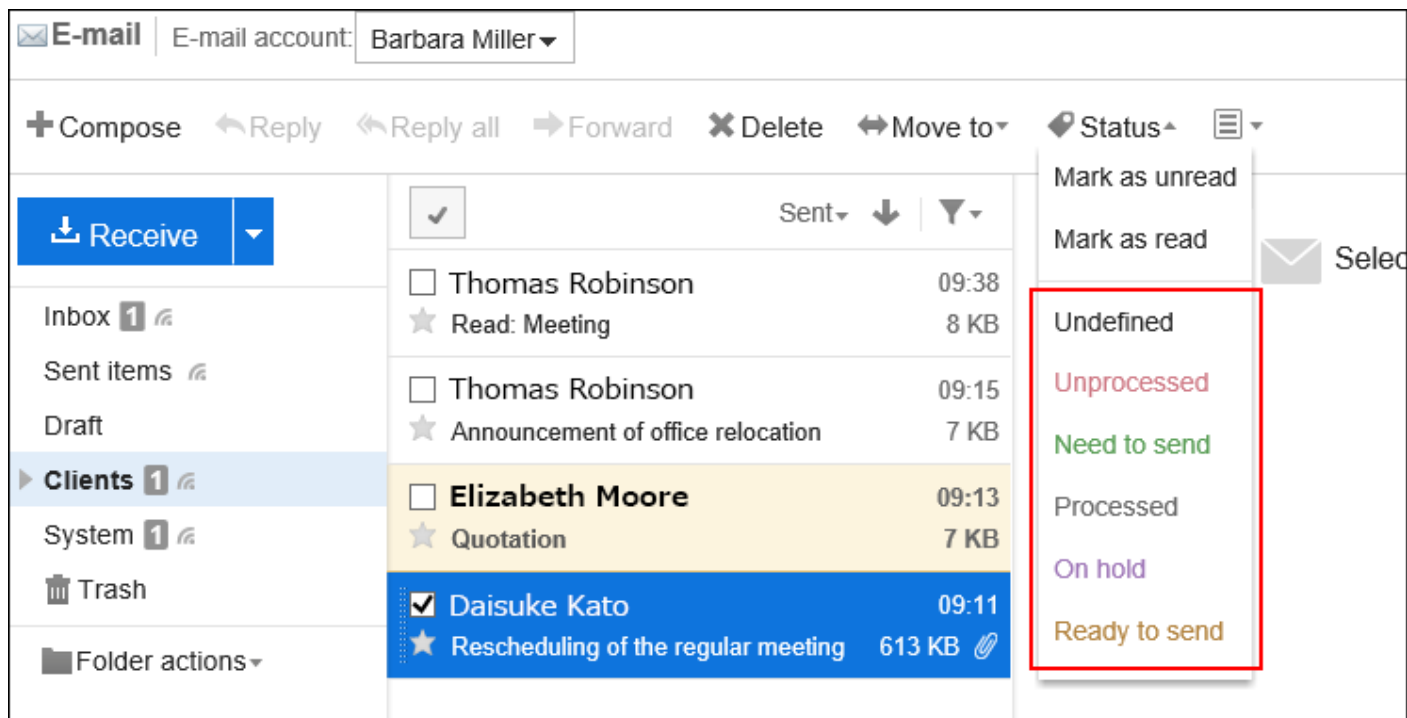 E-mail E-mail account: Barbara Miller
Compose Reply Reply all Forward Delete Move to Status
Receive
Inbox 1
Sent items
Draft
Clients 1
System 1
Trash
Folder actions
Sent
Thomas Robinson 09:38
Read: Meeting 8 KB
Thomas Robinson 09:15
Announcement of office relocation 7 KB
Elizabeth Moore 09:13
Quotation 7 KB
Daisuke Kato 09:11
Rescheduling of the regular meeting 613 KB
Mark as unread
Mark as read
Undefined
Unprocessed
Need to send
Processed
On hold
Ready to send
Selec